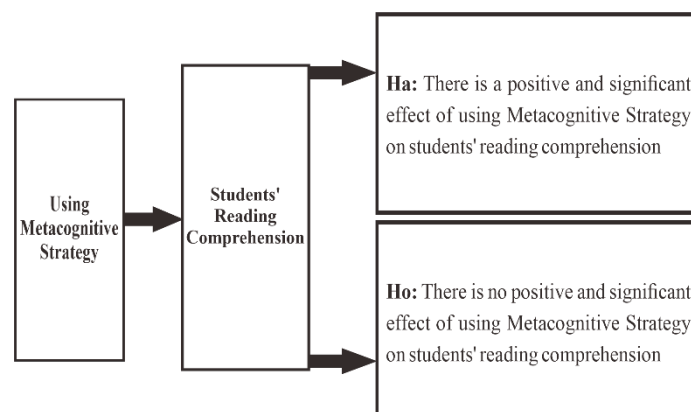 Using
Metacognitive
Strategy
Students'
Reading
Comprehension
Ha: There is a positive and significant
effect of using Metacognitive Strategy
on students' reading comprehension
Ho: There is no positive and significant
effect of using Metacognitive Strategy
on students' reading comprehension